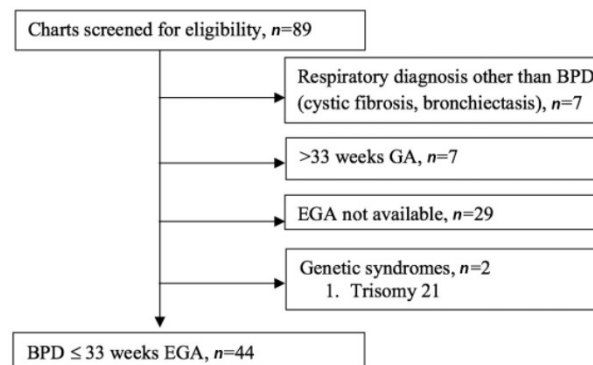 Charts screened for eligibility, n=89
Respiratory diagnosis other than BPD
(cystic fibrosis, bronchiectasis), n=7
>33 weeks GA, n=7
EGA not available, n=29
Genetic syndromes, n=2
1. Trisomy 21
BPD ≤ 33 weeks EGA, n=44